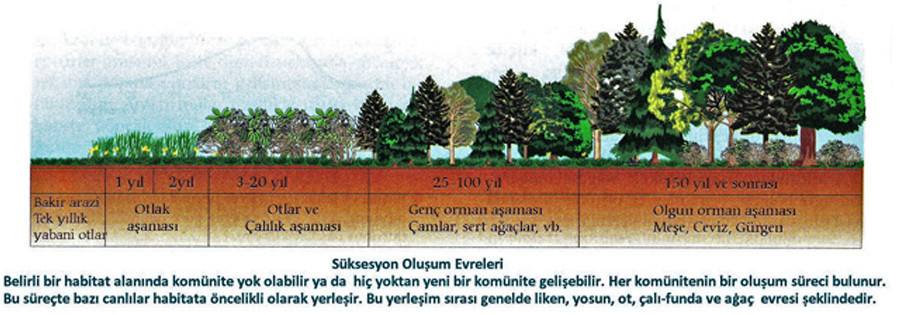 1 yıl 2yıl 3-20 yıl 25-100 yıl 150 yıl ve sonrası
Bakir arazi
Tek yıllık
yabani otlar
Otlak
aşaması
Otlar ve
Çalılık aşaması
Genç orman aşaması
Çamlar, sert ağaçlar, vb.
Olgun orman aşaması
Meşe, Ceviz, Gürgen
Süksesyon Oluşum Evreleri
Belirli bir habitat alanında komünite yok olabilir ya da hiç yoktan yeni bir komünite gelişebilir. Her komünitenin bir oluşum süreci bulunur.
Bu süreçte bazı canlılar habitata öncelikli olarak yerleşir. Bu yerleşim sırası genelde liken, yosun, ot, çalı-funda ve ağaç evresi şeklindedir.